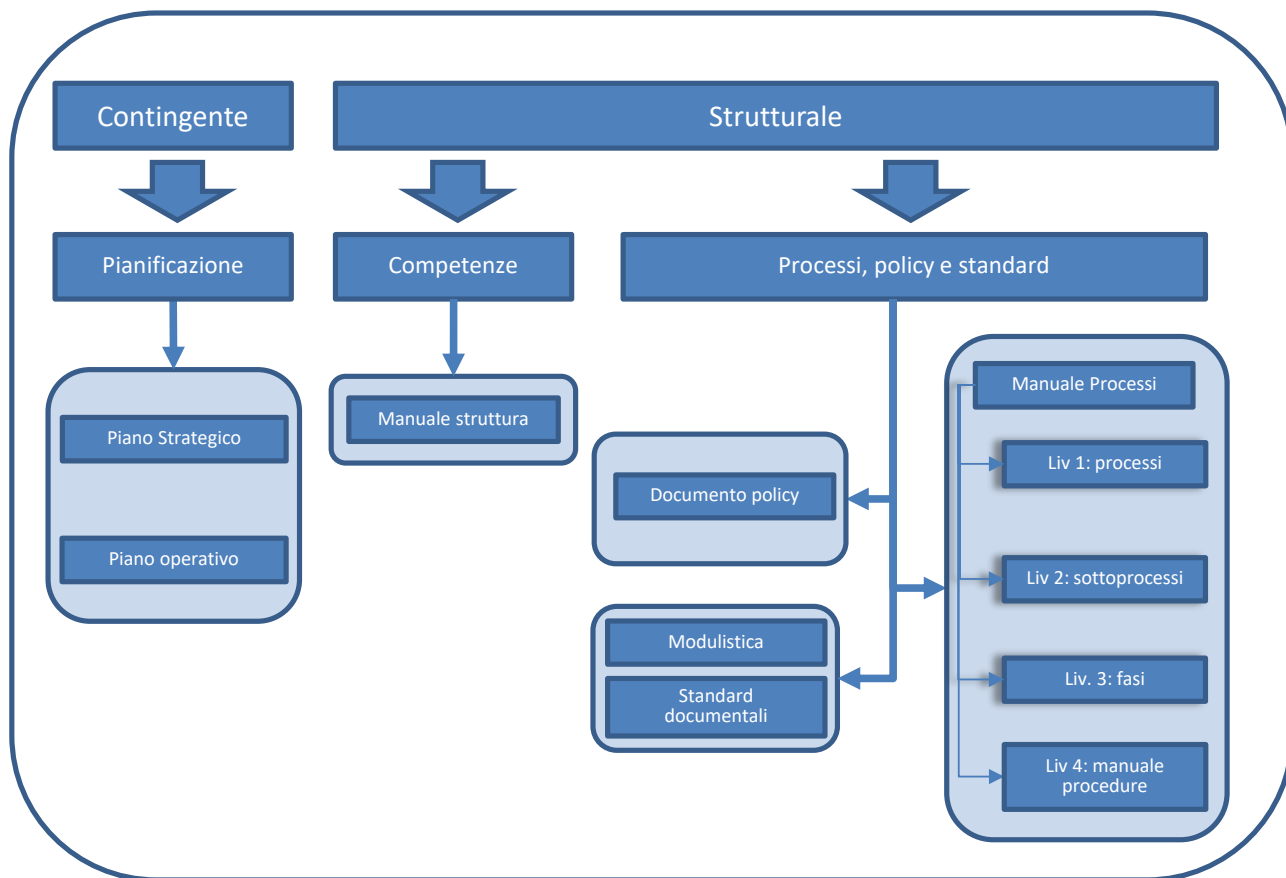 Contingente
Strutturale
Pianificazione
Competenze
Processi, policy e standard
Piano Strategico
Piano operativo
Manuale struttura
Documento policy
Modulistica
Standard
documentali
Manuale Processi
Liv 1: processi
Liv 2: sottoprocessi
Liv. 3: fasi
Liv 4: manuale
procedure